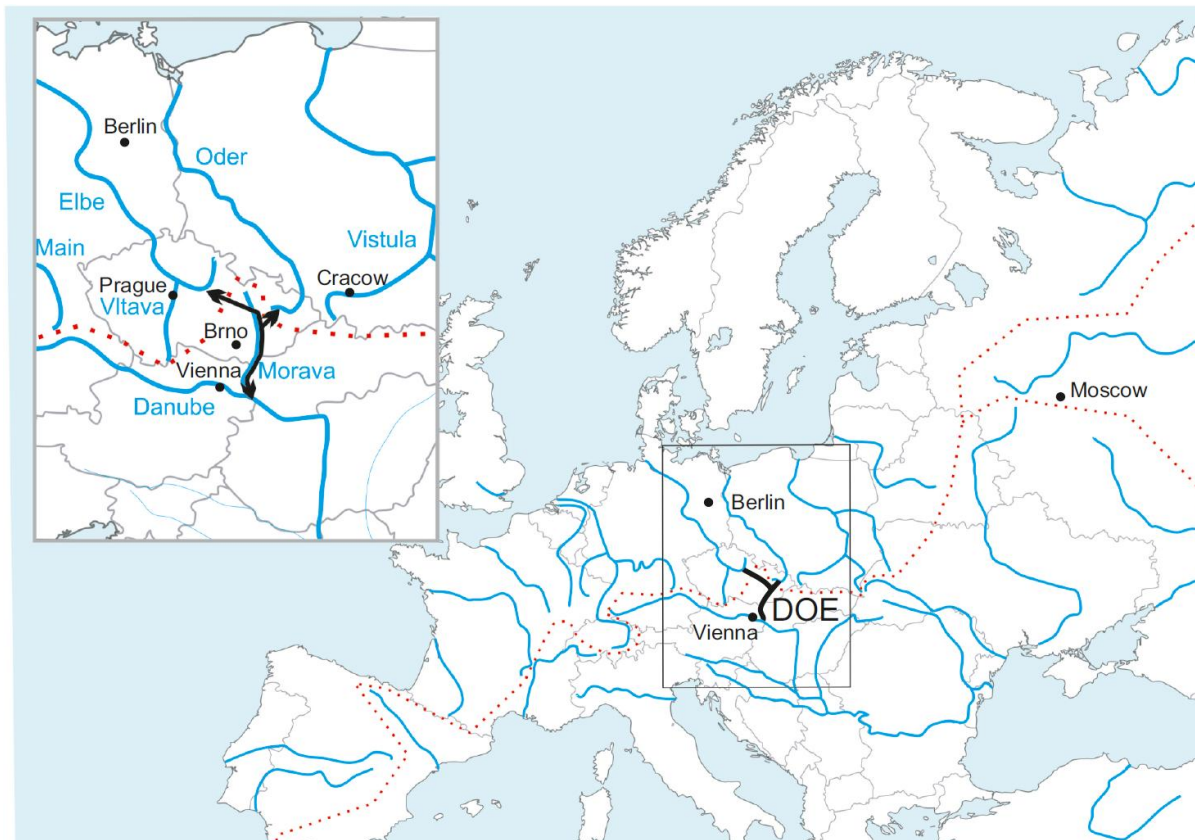 Berlin
Oder
Elbe
Main
Vistula
Prague
Cracow
Vltava
Brno
Vienna
Morava
Danube
Moscow
Berlin
DOE
Vienna